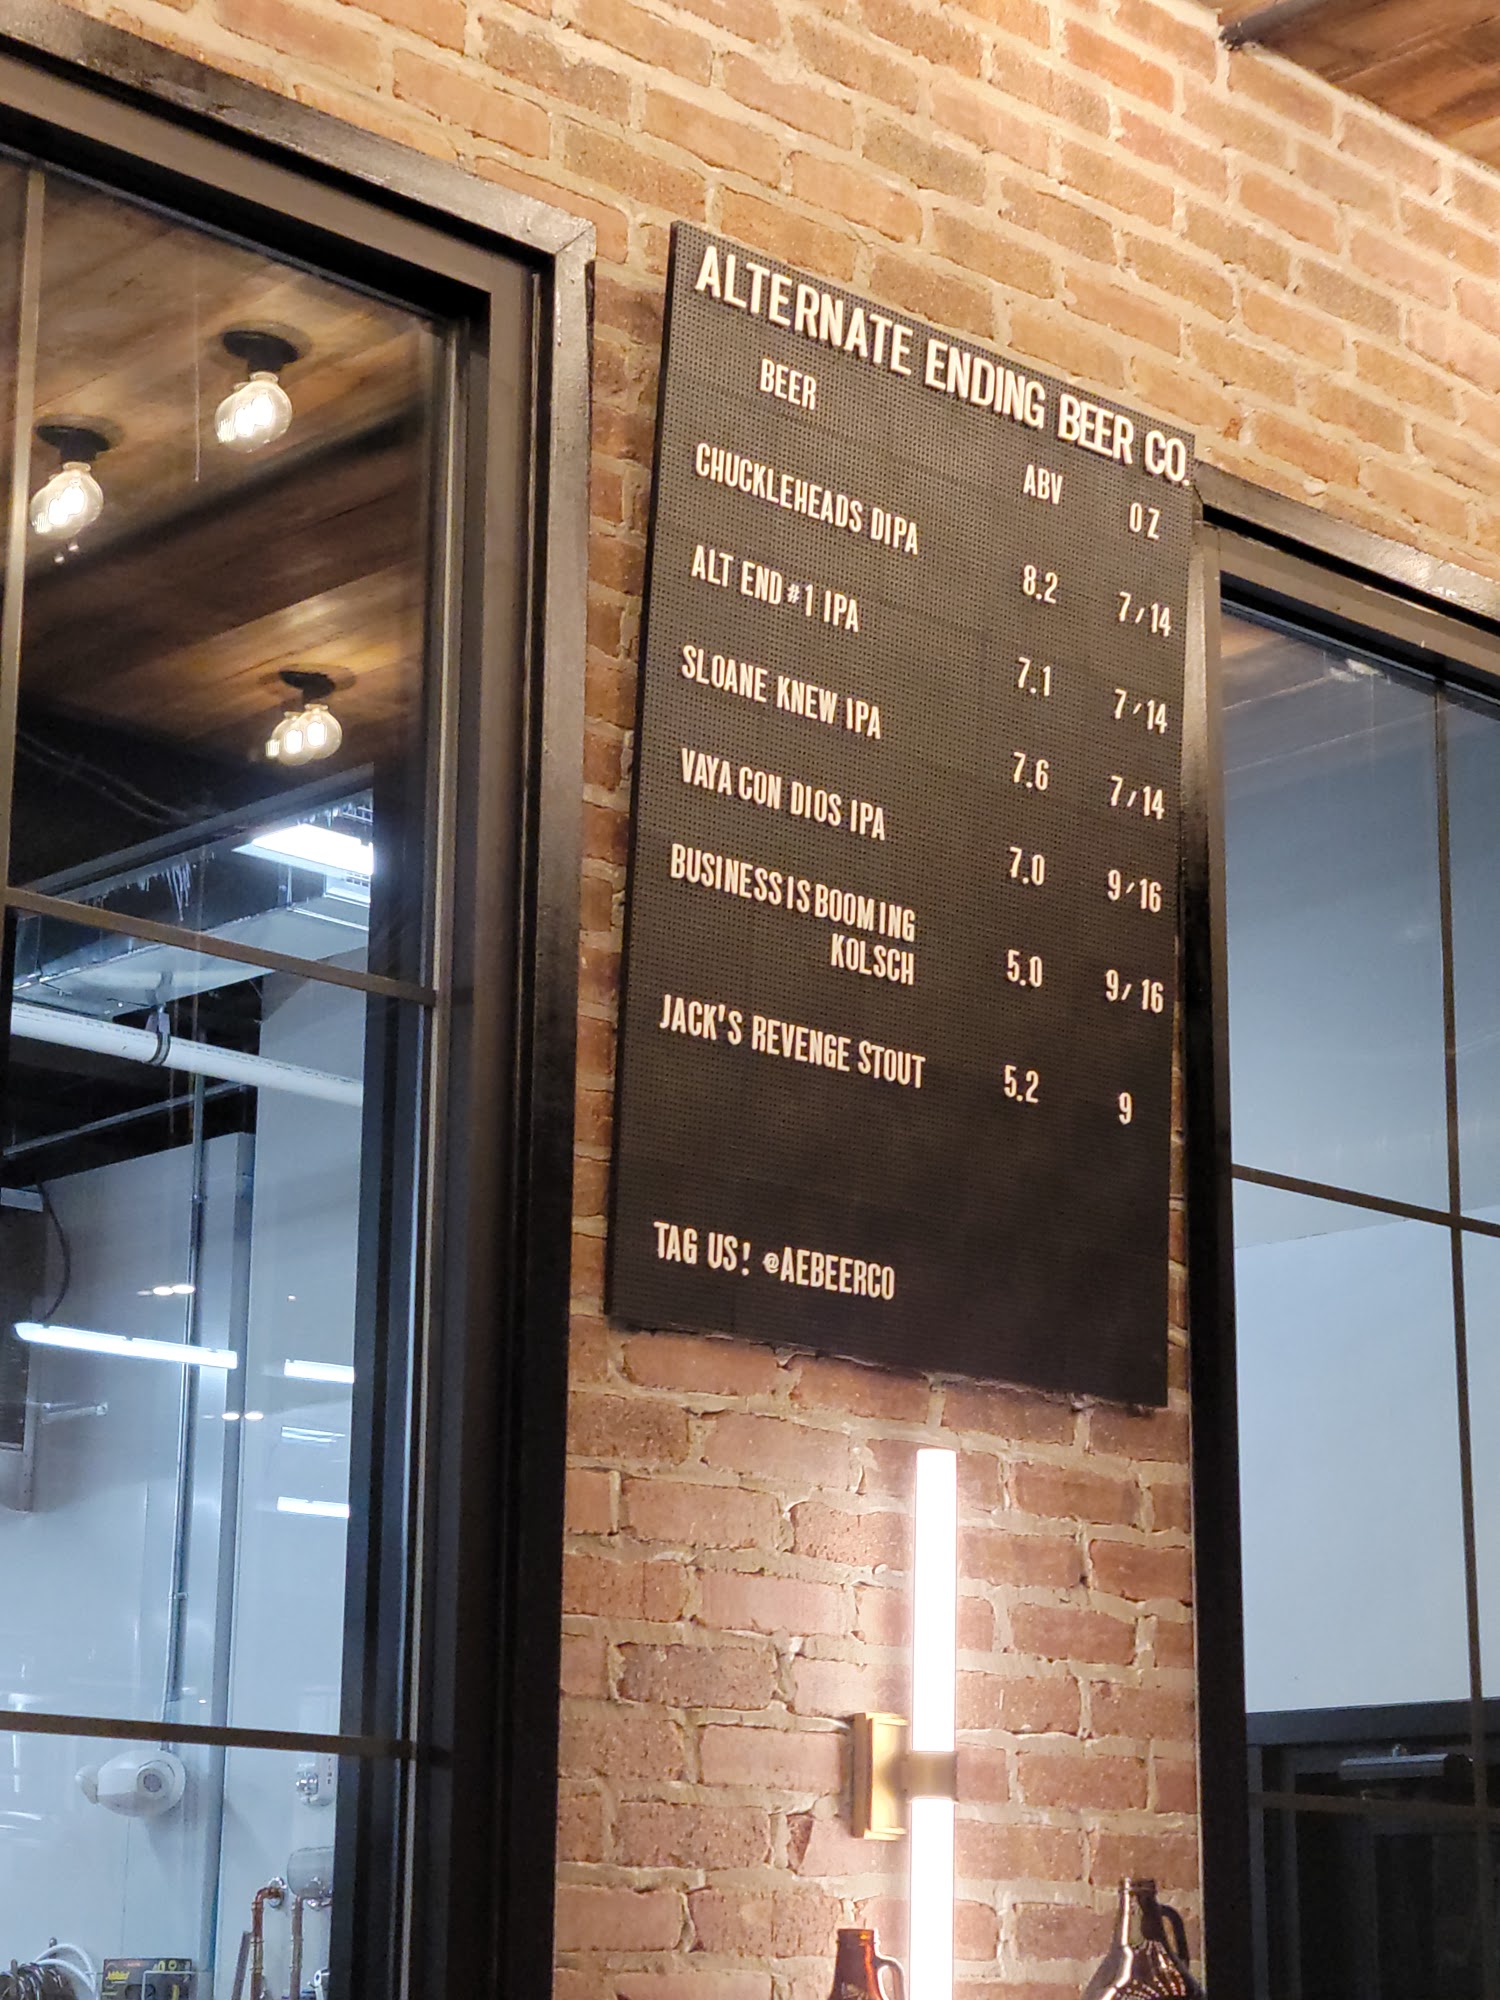 ALTERNATE ENDING BEER CO.
BEER ABV OZ
CHUCKLEHEADS DIPA 8.2 7/14
ALT END #1 IPA 7.1 7/14
SLOANE KNEW IPA 7.6 7/14
VAYA CON DIOS IPA 7.0 9/16
BUSINESS IS BOOMING
KOLSCH 5.0 9/16
JACK'S REVENGE STOUT 5.2 9
TAG US! @AEBEERCO